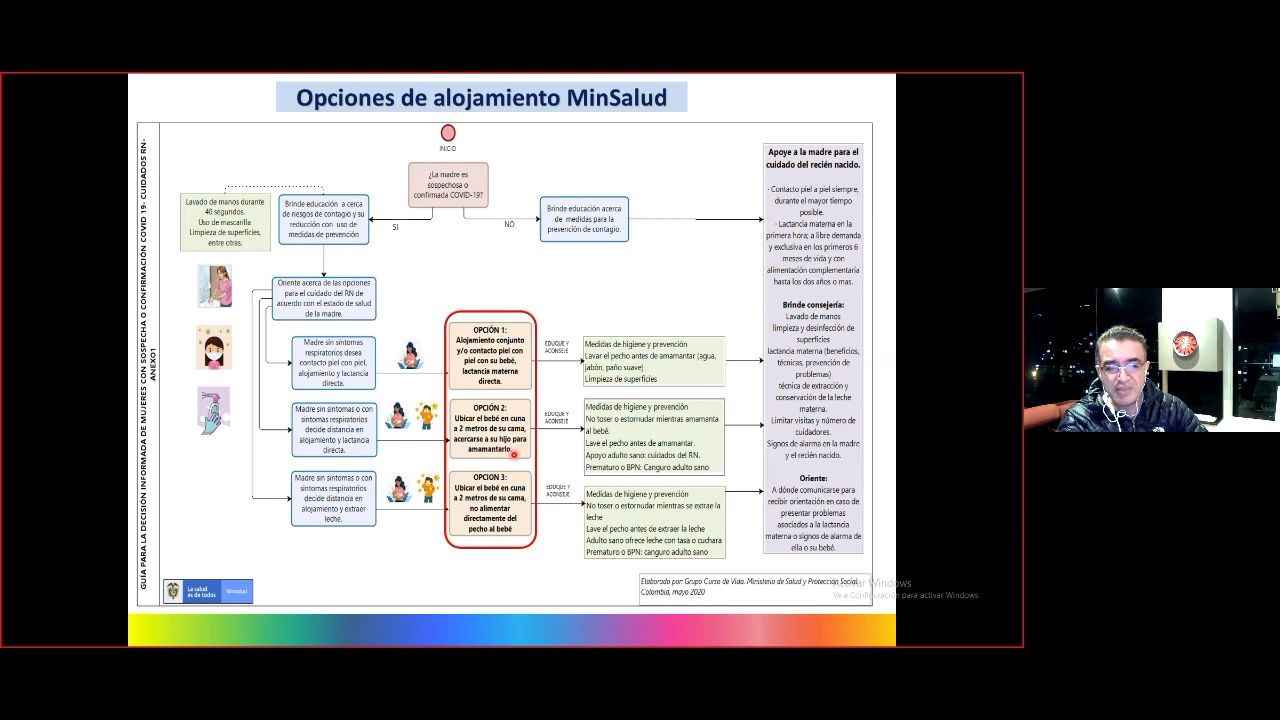 Opciones de alojamiento MinSalud
GUÍA PARA LA DECISIÓN INFORMADA DE MUJERES CON SOSPECHA O CONFIRMACIÓN COVID 19- CUIDADOS RN-
ANEXO1
INICIO
¿La madre es
sospechosa o
confirmada COVID-19?
SI
NO
Lavado de manos durante
40 segundos.
Uso de mascarilla.
Limpieza de superficies,
entre otras.
Brinde educación a cerca
de riesgos de contagio y su
reducción con uso de
medidas de prevención
Brinde educación acerca
de medidas para la
prevención de contagio.
Oriente acerca de las opciones
para el cuidado del RN de
acuerdo con el estado de salud
de la madre.
Madre sin sintomas
respiratorios desea
contacto piel con piel,
alojamiento y lactancia
directa.
OPCIÓN 1:
Alojamiento conjunto
y/o contacto piel con
piel con su bebé,
lactancia materna
directa.
EDUQUE Y
ACONSEJE
Medidas de higiene y prevención
Lavar el pecho antes de amamantar (agua,
jabón, paño suave)
Limpieza de superficies
Madre sin sintomas o con
sintomas respiratorios
decide distancia en
alojamiento y lactancia
directa.
OPCIÓN 2:
Ubicar el bebé en cuna
a 2 metros de su cama,
acercarse a su hijo para
amamantarlo.
EDUQUE Y
ACONSEJE
Medidas de higiene y prevención
No toser o estornudar mientras amamanta
al bebé.
Lave el pecho antes de amamantar.
Apoyo adulto sano: cuidados del RN.
Prematuro o BPN: Canguro adulto sano
Madre sin sintomas o con
sintomas respiratorios
decide distancia en
alojamiento y extraer
leche.
OPCION 3:
Ubicar el bebé en cuna
a 2 metros de su cama,
no alimentar
directamente del
pecho al bebé
EDUQUE Y
ACONSEJE
Medidas de higiene y prevención
No toser o estornudar mientras se extrae la
leche
Lave el pecho antes de extraer la leche
Adulto sano ofrece leche con tasa o cuchara
Prematuro o BPN: canguro adulto sano
Apoye a la madre para el
cuidado del recién nacido.
· Contacto piel a piel siempre,
durante el mayor tiempo
posible.
· Lactancia materna en la
primera hora; a libre demanda
y exclusiva en los primeros 6
meses de vida y con
alimentación complementaria
hasta los dos años o mas.
Brinde consejería:
Lavado de manos
limpieza y desinfección de
superficies
lactancia materna (beneficios,
técnicas, prevención de
problemas)
técnica de extracción y
conservación de la leche
materna.
Limitar visitas y número de
cuidadores.
Signos de alarma en la madre
y el recién nacido.
Oriente:
A dónde comunicarse para
recibir orientación en caso de
presentar problemas
asociados a la lactancia
materna o signos de alarma de
ella o su bebé.
La salud
es de todos
Minsalud
Elaborado por: Grupo Curso de Vida. Ministerio de Salud y Protección Social.
Colombia, mayo 2020
Activar Windows
Ve a Configuración para activar Windows.